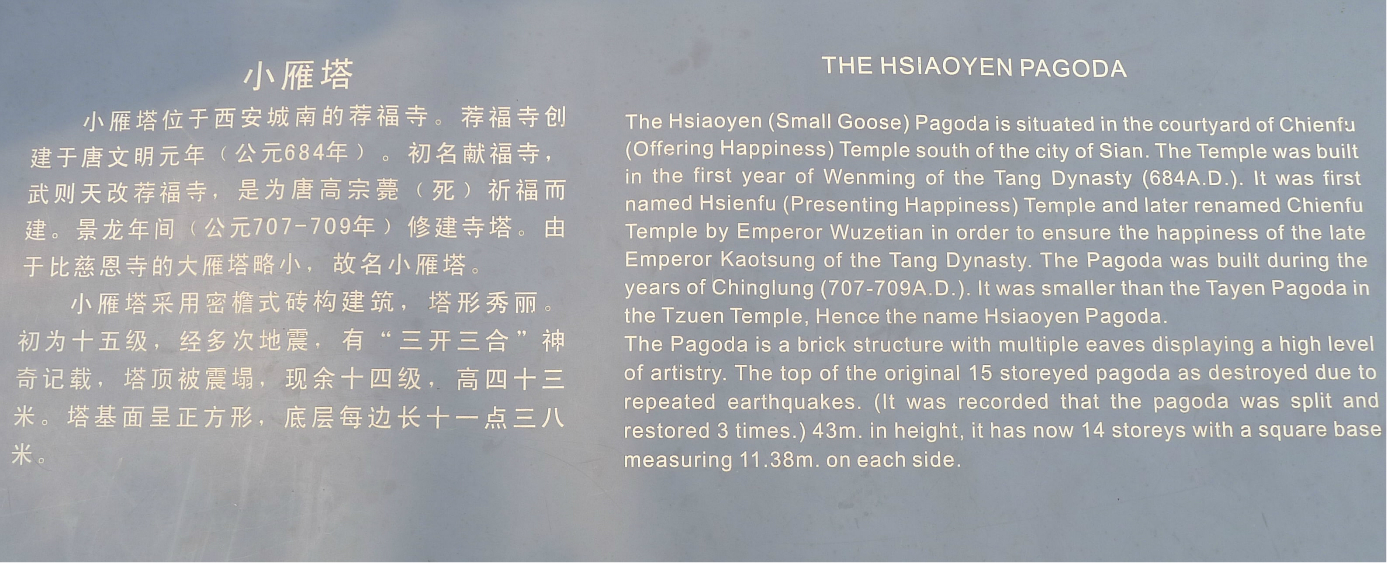 小雁塔
小雁塔位于西安城南的荐福寺。荐福寺创
建于唐文明元年（公元684年）。初名献福寺，
武则天改荐福寺，是为唐高宗薨（死）祈福而
建。景龙年间（公元707-709年）修建寺塔。由
于比慈恩寺的大雁塔略小，故名小雁塔。
小雁塔采用密檐式砖构建筑，塔形秀丽。
初为十五级，经多次地震，有“三开三合”神
奇记载，塔顶被震塌，现余十四级，高四十三
米。塔基面呈正方形，底层每边长十一点三八
米。
THE HSIAOYEN PAGODA
The Hsiaoyen (Small Goose) Pagoda is situated in the courtyard of Chienfu
(Offering Happiness) Temple south of the city of Sian. The Temple was built
in the first year of Wenming of the Tang Dynasty (684A.D.). It was first
named Hsienfu (Presenting Happiness) Temple and later renamed Chienfu
Temple by Emperor Wuzetian in order to ensure the happiness of the late
Emperor Kaotsung of the Tang Dynasty. The Pagoda was built during the
years of Chinglung (707-709A.D.). It was smaller than the Tayen Pagoda in
the Tzuen Temple, Hence the name Hsiaoyen Pagoda.
The Pagoda is a brick structure with multiple eaves displaying a high level
of artistry. The top of the original 15 storeyed pagoda as destroyed due to
repeated earthquakes. (It was recorded that the pagoda was split and
restored 3 times.) 43m. in height, it has now 14 storeys with a square base
measuring 11.38m. on each side.